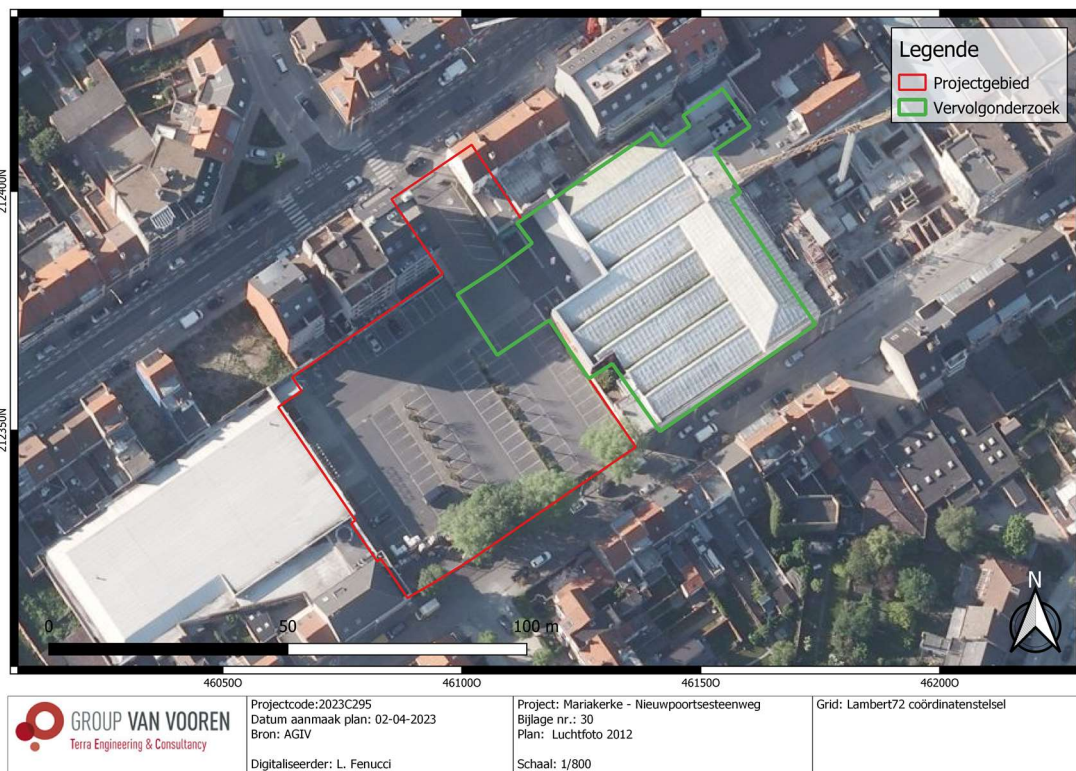 Legende
Projectgebied
Vervolgonderzoek
212400N
212350N
N
0 50 100 m
460500 461000 461500 462000
GROUP VAN VOOREN
Terra Engineering & Consultancy
Projectcode:2023C295
Datum aanmaak plan: 02-04-2023
Bron: AGIV
Digitaliseerder: L. Fenucci
Project: Mariakerke - Nieuwpoortsesteenweg
Bijlage nr.: 30
Plan: Luchtfoto 2012
Schaal: 1/800
Grid: Lambert72 coördinatenstelsel